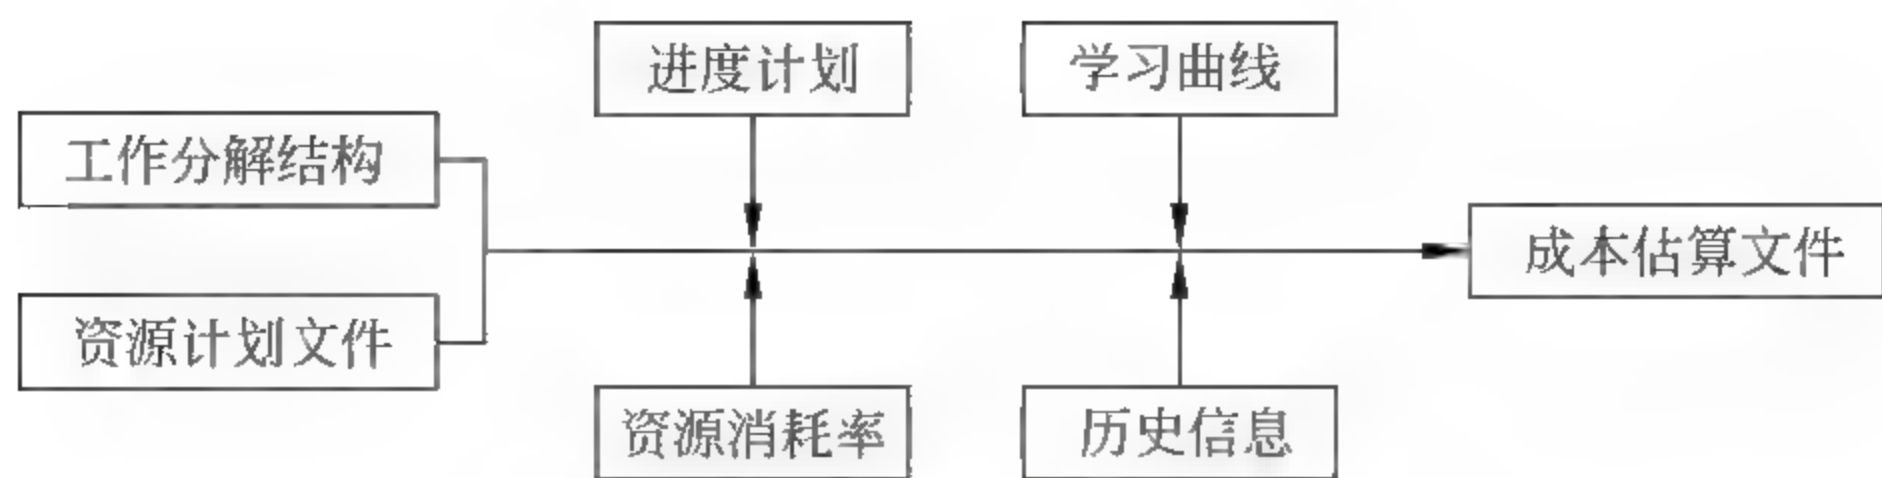 进度计划
学习曲线
工作分解结构
成本估算文件
资源计划文件
资源消耗率
历史信息